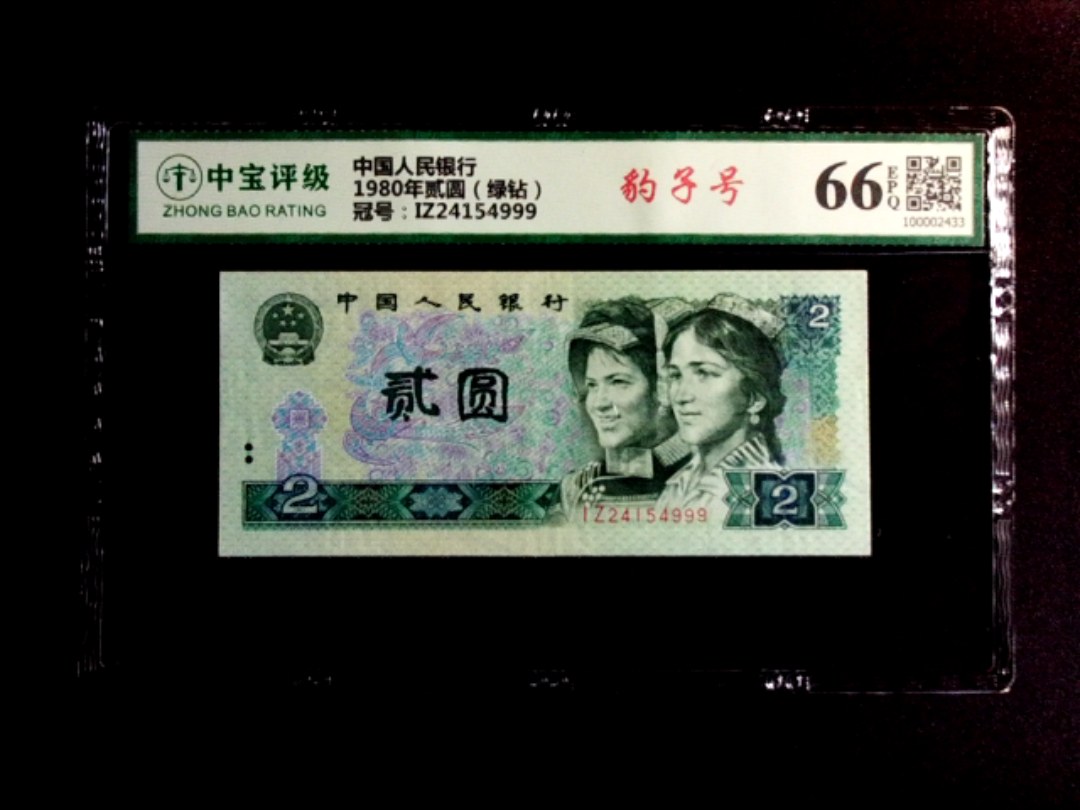 中宝评级
ZHONG BAO RATING
中国人民银行
1980年贰圆（绿钻）
冠号：IZ24154999
豹子号
66
EPQ
100002433
中国人民银行
2
贰圆
2
IZ24154999
2